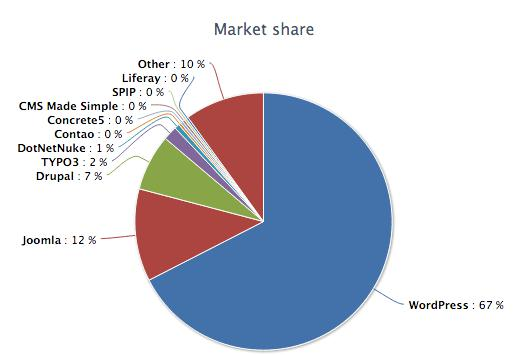 Market share
Other : 10 %
Liferay : 0 %
SPIP : 0 %
CMS Made Simple : 0 %
Concrete5 : 0 %
Contao : 0 %
DotNetNuke : 1 %
TYPO3 : 2 %
Drupal : 7 %
Joomla : 12 %
WordPress : 67 %